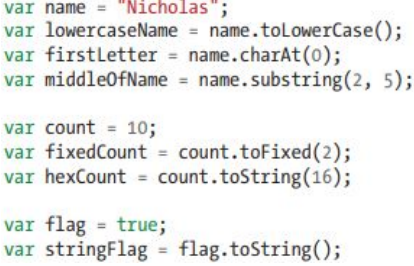 var name = "Nicholas";
var lowercaseName = name.toLowerCase();
var firstLetter = name.charAt(0);
var middleOfName = name.substring(2, 5);

var count = 10;
var fixedCount = count.toFixed(2);
var hexCount = count.toString(16);

var flag = true;
var stringFlag = flag.toString();